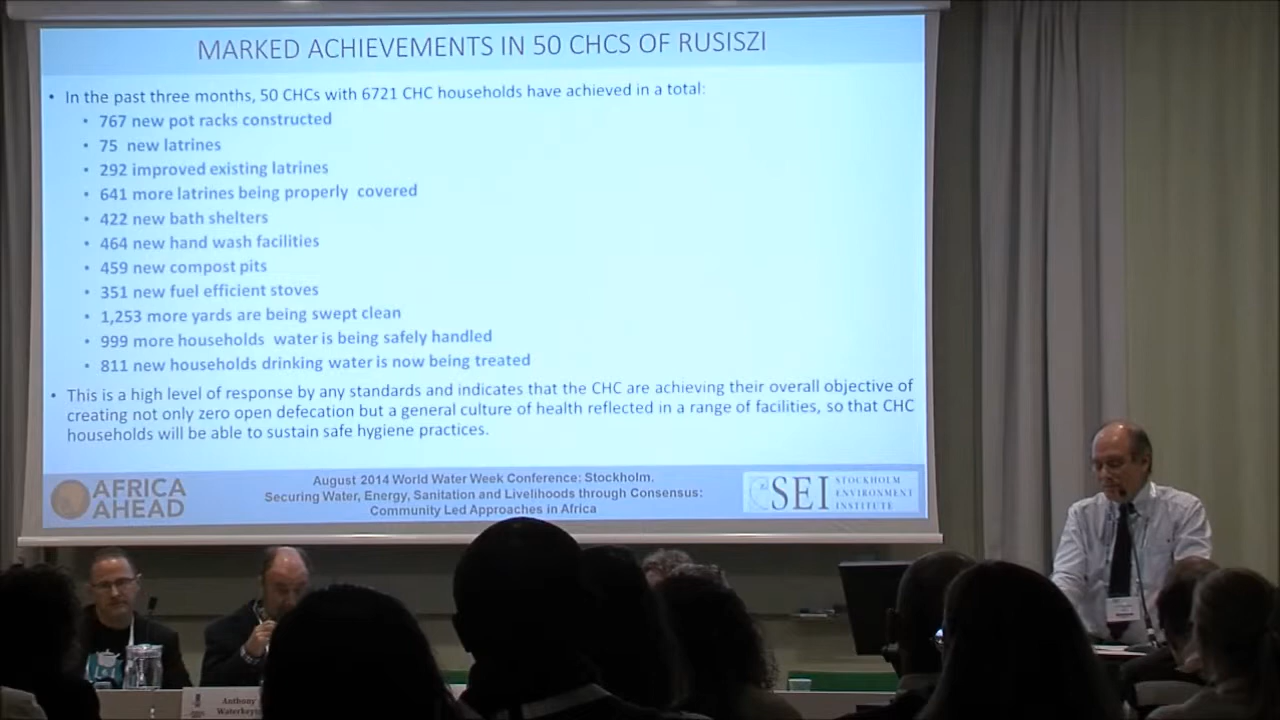 MARKED ACHIEVEMENTS IN 50 CHCS OF RUSISZI
• In the past three months, 50 CHCs with 6721 CHC households have achieved in a total:
• 767 new pot racks constructed
• 75 new latrines
• 292 improved existing latrines
• 641 more latrines being properly covered
• 422 new bath shelters
• 464 new hand wash facilities
• 459 new compost pits
• 351 new fuel efficient stoves
• 1,253 more yards are being swept clean
• 999 more households water is being safely handled
• 811 new households drinking water is now being treated
• This is a high level of response by any standards and indicates that the CHC are achieving their overall objective of
creating not only zero open defecation but a general culture of health reflected in a range of facilities, so that CHC
households will be able to sustain safe hygiene practices.
AFRICA
AHEAD
August 2014 World Water Week Conference: Stockholm.
Securing Water, Energy, Sanitation and Livelihoods through Consensus:
Community Led Approaches in Africa
SEI
STOCKHOLM
ENVIRONMENT
INSTITUTE
Anthony